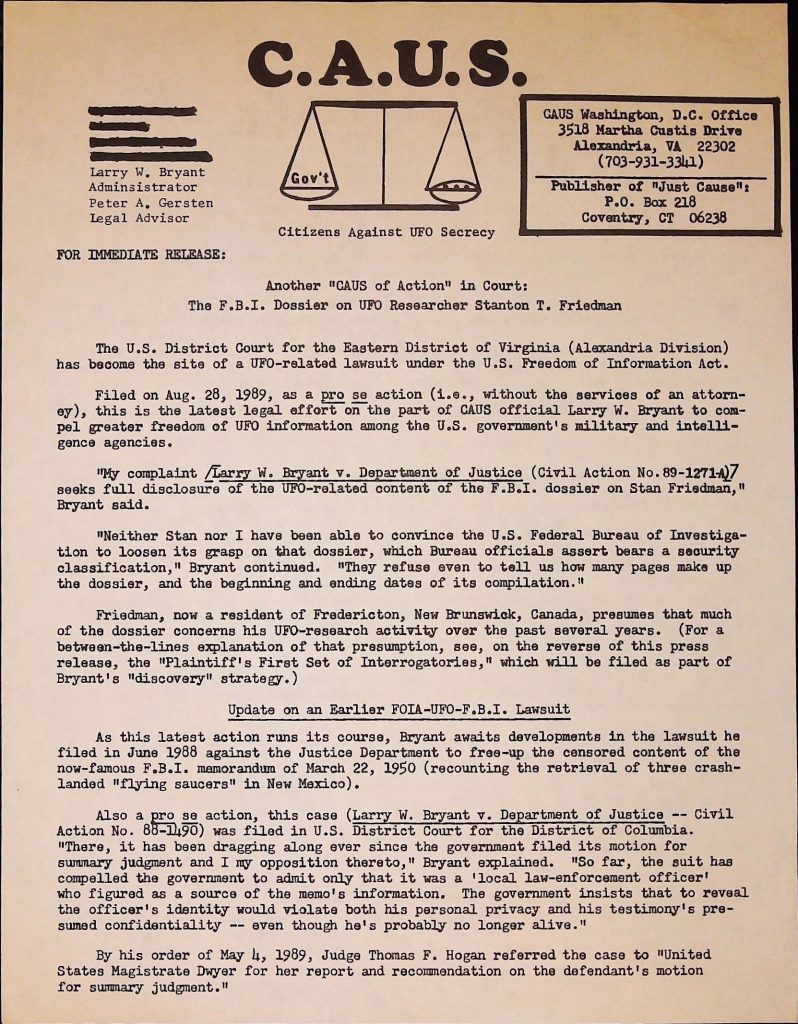 C.A.U.S.
Larry W. Bryant
Adminsistrator
Peter A. Gersten
Legal Advisor
Gov't
Citizens Against UFO Secrecy
CAUS Washington, D.C. Office
3518 Martha Custis Drive
Alexandria, VA 22302
(703-931-3341)
Publisher of "Just Cause":
P.O. Box 218
Coventry, CT 06238
FOR IMMEDIATE RELEASE:
Another "CAUS of Action" in Court:
The F.B.I. Dossier on UFO Researcher Stanton T. Friedman
The U.S. District Court for the Eastern District of Virginia (Alexandria Division)
has become the site of a UFO-related lawsuit under the U.S. Freedom of Information Act.
Filed on Aug. 28, 1989, as a pro se action (i.e., without the services of an attorn-
ey), this is the latest legal effort on the part of CAUS official Larry W. Bryant to com-
pel greater freedom of UFO information among the U.S. government's military and intelli-
gence agencies.
"My complaint /Larry W. Bryant v. Department of Justice (Civil Action No. 89-1271-A)/
seeks full disclosure of the UFO-related content of the F.B.I. dossier on Stan Friedman,"
Bryant said.
"Neither Stan nor I have been able to convince the U.S. Federal Bureau of Investiga-
tion to loosen its grasp on that dossier, which Bureau officials assert bears a security
classification," Bryant continued. "They refuse even to tell us how many pages make up
the dossier, and the beginning and ending dates of its compilation."
Friedman, now a resident of Fredericton, New Brunswick, Canada, presumes that much
of the dossier concerns his UFO-research activity over the past several years. (For a
between-the-lines explanation of that presumption, see, on the reverse of this press
release, the "Plaintiff's First Set of Interrogatories," which will be filed as part of
Bryant's "discovery" strategy.)
Update on an Earlier FOIA-UFO-F.B.I. Lawsuit
As this latest action runs its course, Bryant awaits developments in the lawsuit he
filed in June 1988 against the Justice Department to free-up the censored content of the
now-famous F.B.I. memorandum of March 22, 1950 (recounting the retrieval of three crash-
landed "flying saucers" in New Mexico).
Also a pro se action, this case (Larry W. Bryant v. Department of Justice -- Civil
Action No. 88-1490) was filed in U.S. District Court for the District of Columbia.
"There, it has been dragging along ever since the government filed its motion for
summary judgment and I my opposition thereto," Bryant explained. "So far, the suit has
compelled the government to admit only that it was a 'local law-enforcement officer'
who figured as a source of the memo's information. The government insists that to reveal
the officer's identity would violate both his personal privacy and his testimony's pre-
sumed confidentiality -- even though he's probably no longer alive."
By his order of May 4, 1989, Judge Thomas F. Hogan referred the case to "United
States Magistrate Dwyer for her report and recommendation on the defendant's motion
for summary judgment."